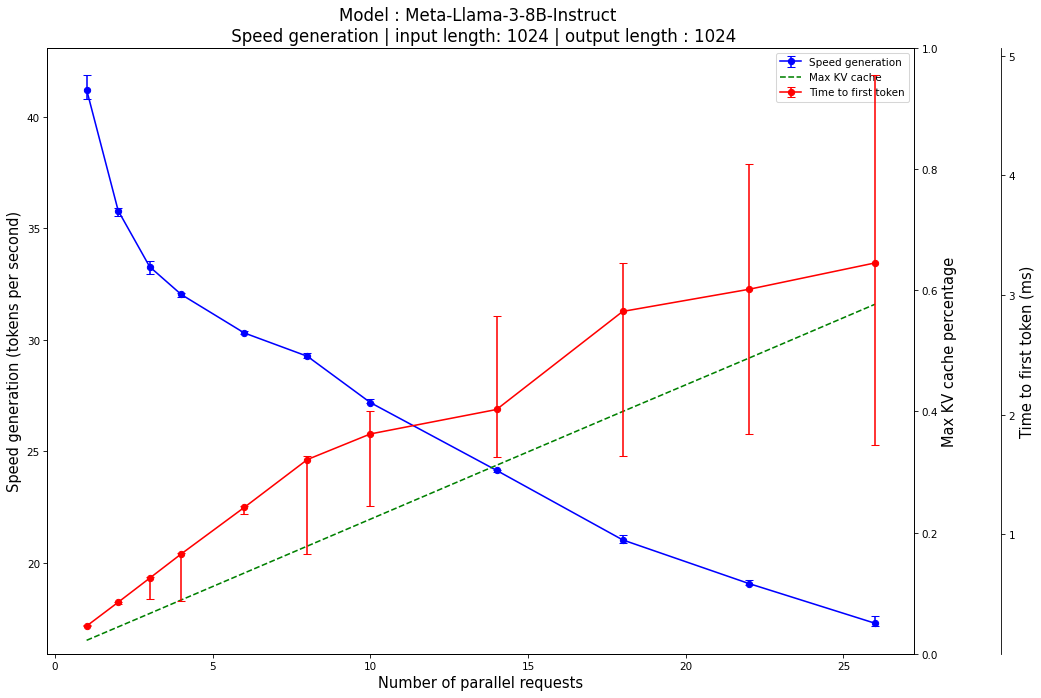 Model : Meta-Llama-3-8B-Instruct
Speed generation | input length: 1024 | output length : 1024
Speed generation
Max KV cache
Time to first token
Speed generation (tokens per second)
40
35
30
25
20
0
5
10
15
20
25
Number of parallel requests
1.0
0.8
0.6
0.4
0.2
0.0
Max KV cache percentage
5
4
3
2
1
Time to first token (ms)